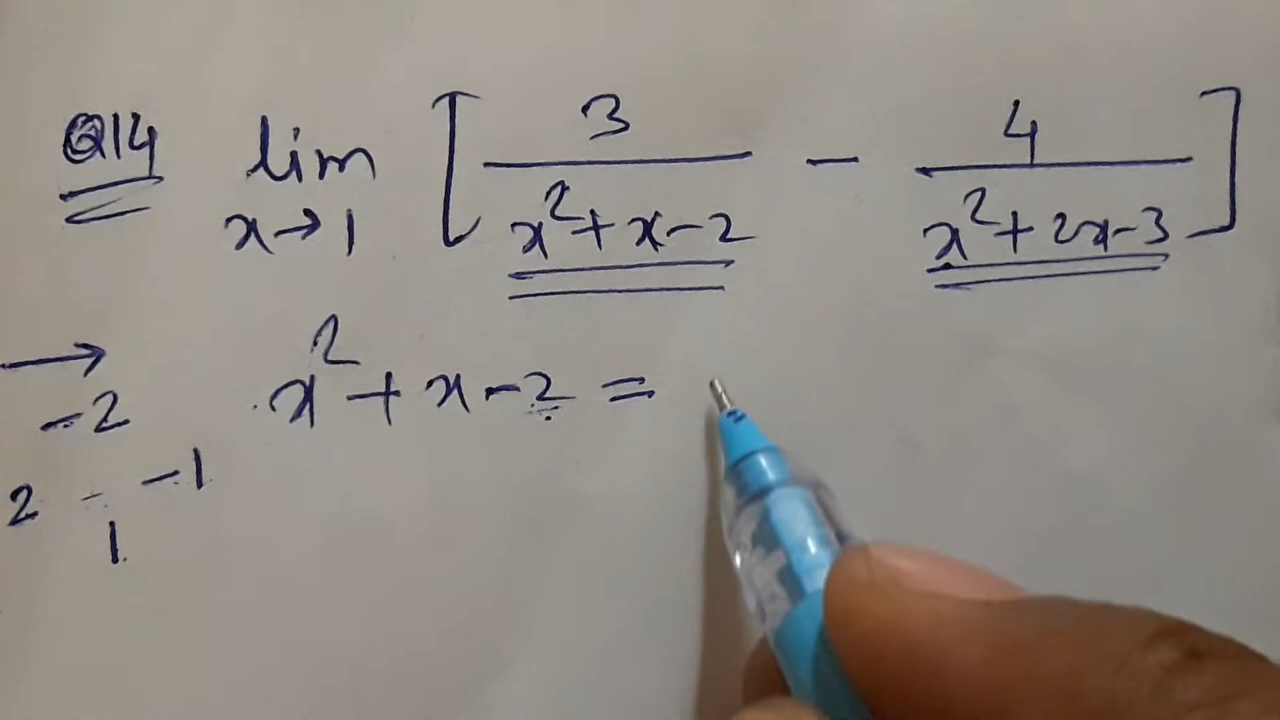 Q14 lim x→1 [ 3/(x²+x-2) - 4/(x²+2x-3) ]
→ x²+x-2 =
-2
2 -1
1